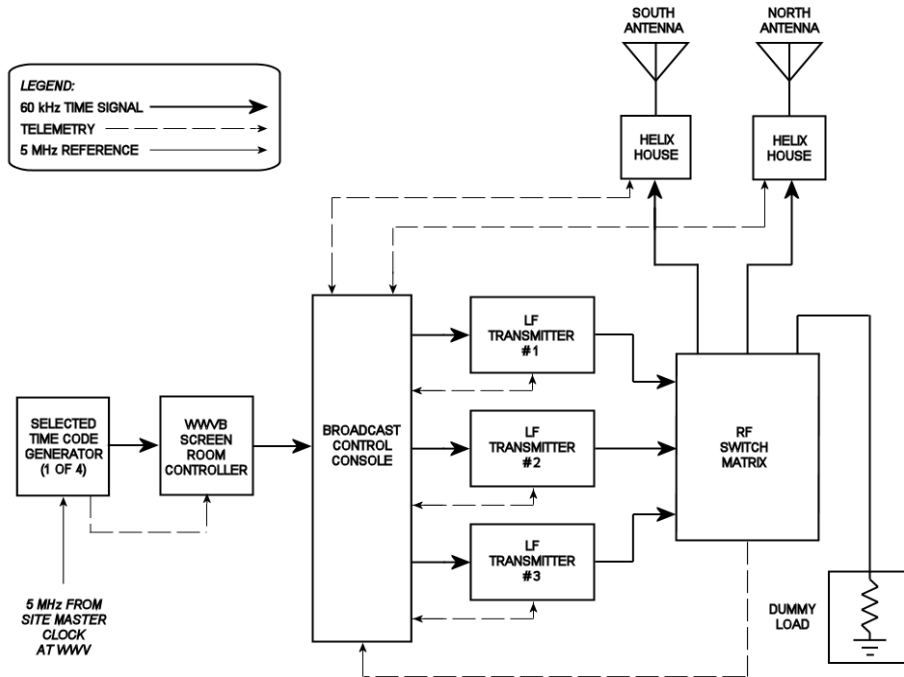 SOUTH
ANTENNA
NORTH
ANTENNA
LEGEND:
60 kHz TIME SIGNAL
TELEMETRY
5 MHz REFERENCE
HELIX
HOUSE
HELIX
HOUSE
LF
TRANSMITTER
#1
SELECTED
TIME CODE
GENERATOR
(1 OF 4)
WWVB
SCREEN
ROOM
CONTROLLER
BROADCAST
CONTROL
CONSOLE
LF
TRANSMITTER
#2
RF
SWITCH
MATRIX
LF
TRANSMITTER
#3
5 MHz FROM
SITE MASTER
CLOCK
AT WWV
DUMMY
LOAD